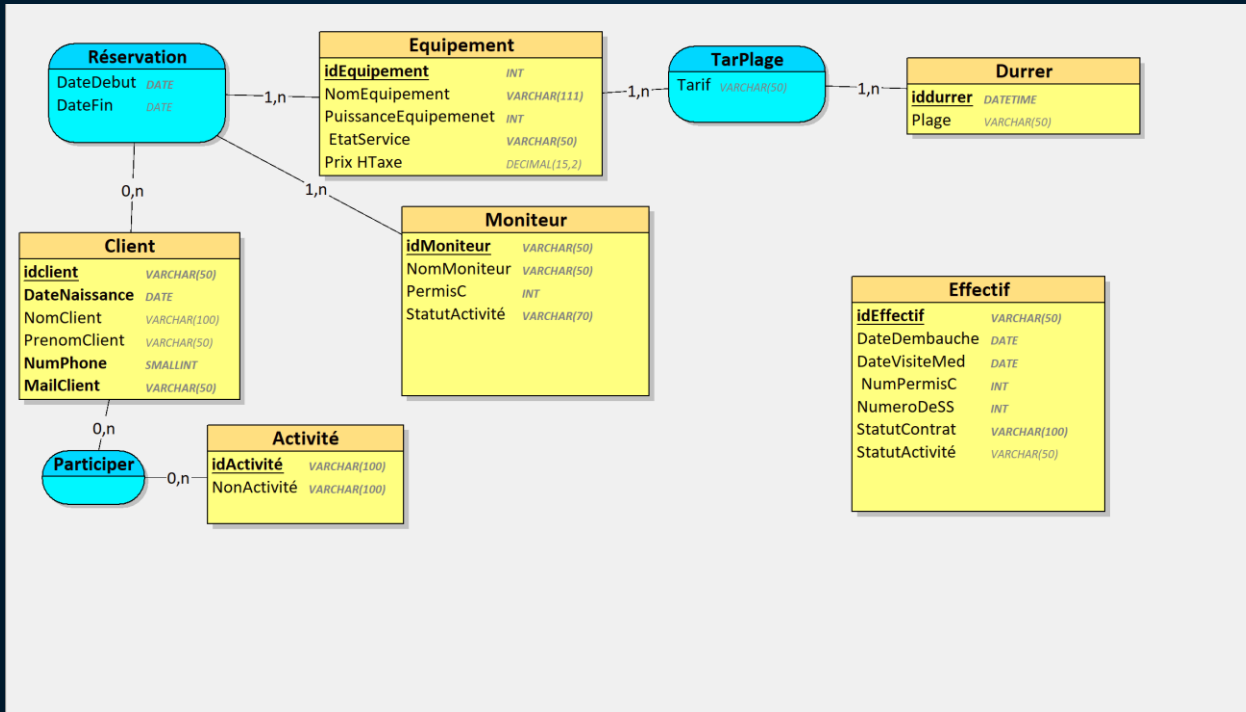 Réservation
DateDebut DATE
DateFin DATE
1,n
Equipement
idEquipement INT
NomEquipement VARCHAR(111)
PuissanceEquipemenet INT
EtatService VARCHAR(50)
Prix HTaxe DECIMAL(15,2)
1,n
TarPlage
Tarif VARCHAR(50)
1,n
Durrer
iddurrer DATETIME
Plage VARCHAR(50)
0,n
1,n
Client
idclient VARCHAR(50)
DateNaissance DATE
NomClient VARCHAR(100)
PrenomClient VARCHAR(50)
NumPhone SMALLINT
MailClient VARCHAR(50)
Moniteur
idMoniteur VARCHAR(50)
NomMoniteur VARCHAR(50)
PermisC INT
StatutActivité VARCHAR(70)
Effectif
idEffectif VARCHAR(50)
DateDembauche DATE
DateVisiteMed DATE
NumPermisC INT
NumeroDeSS INT
StatutContrat VARCHAR(100)
StatutActivité VARCHAR(50)
0,n
Participer
0,n
Activité
idActivité VARCHAR(100)
NonActivité VARCHAR(100)